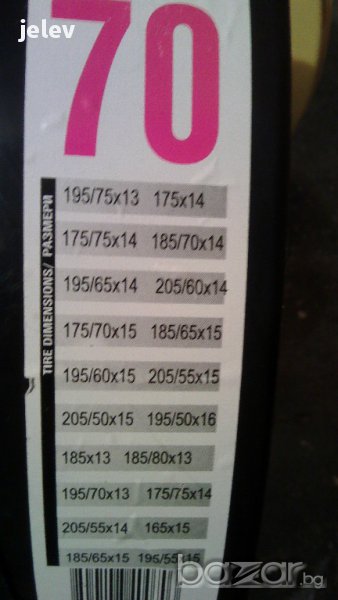 jelev
70
TIRE DIMENSIONS/ РАЗМЕРИ
195/75x13 175x14
175/75x14 185/70x14
195/65x14 205/60x14
175/70x15 185/65x15
195/60x15 205/55x15
205/50x15 195/50x16
185x13 185/80x13
195/70x13 175/75x14
205/55x14 165x15
185/65x15 195/55x15
bazar.бг